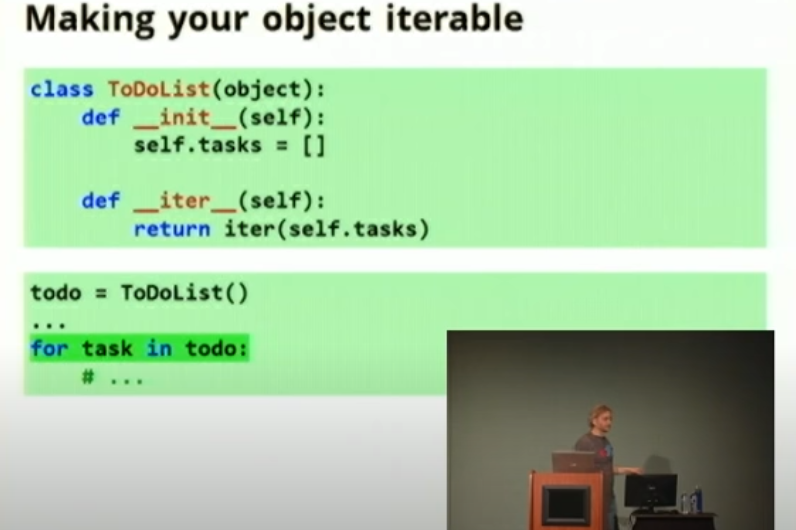 Making your object iterable
class ToDoList(object):
    def __init__(self):
        self.tasks = []
    def __iter__(self):
        return iter(self.tasks)
todo = ToDoList()
...
for task in todo:
    # ...